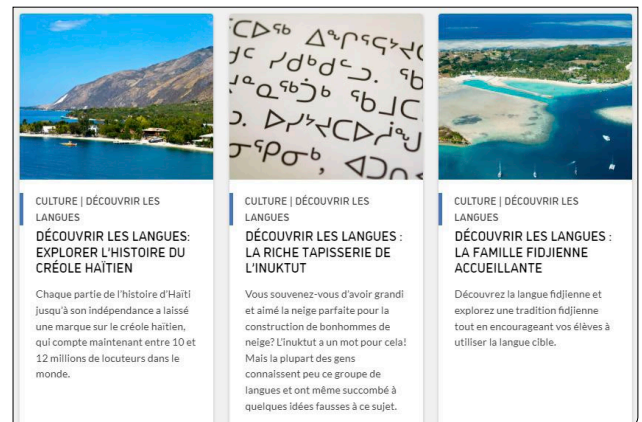 CULTURE | DÉCOUVRIR LES
LANGUES
DÉCOUVRIR LES LANGUES:
EXPLORER L'HISTOIRE DU
CRÉOLE HAÏTIEN
Chaque partie de l'histoire d'Haïti
jusqu'à son indépendance a laissé
une marque sur le créole haïtien,
qui compte maintenant entre 10 et
12 millions de locuteurs dans le
monde.
CULTURE | DÉCOUVRIR LES
LANGUES
DÉCOUVRIR LES LANGUES :
LA RICHE TAPISSERIE DE
L'INUKTUT
Vous souvenez-vous d'avoir grandi
et aimé la neige parfaite pour la
construction de bonhommes de
neige? L'inuktut a un mot pour cela!
Mais la plupart des gens
connaissent peu ce groupe de
langues et ont même succombé à
quelques idées fausses à ce sujet.
CULTURE | DÉCOUVRIR LES
LANGUES
DÉCOUVRIR LES LANGUES :
LA FAMILLE FIDJIENNE
ACCUEILLANTE
Découvrez la langue fidjienne et
explorez une tradition fidjienne
tout en encourageant vos élèves à
utiliser la langue cible.